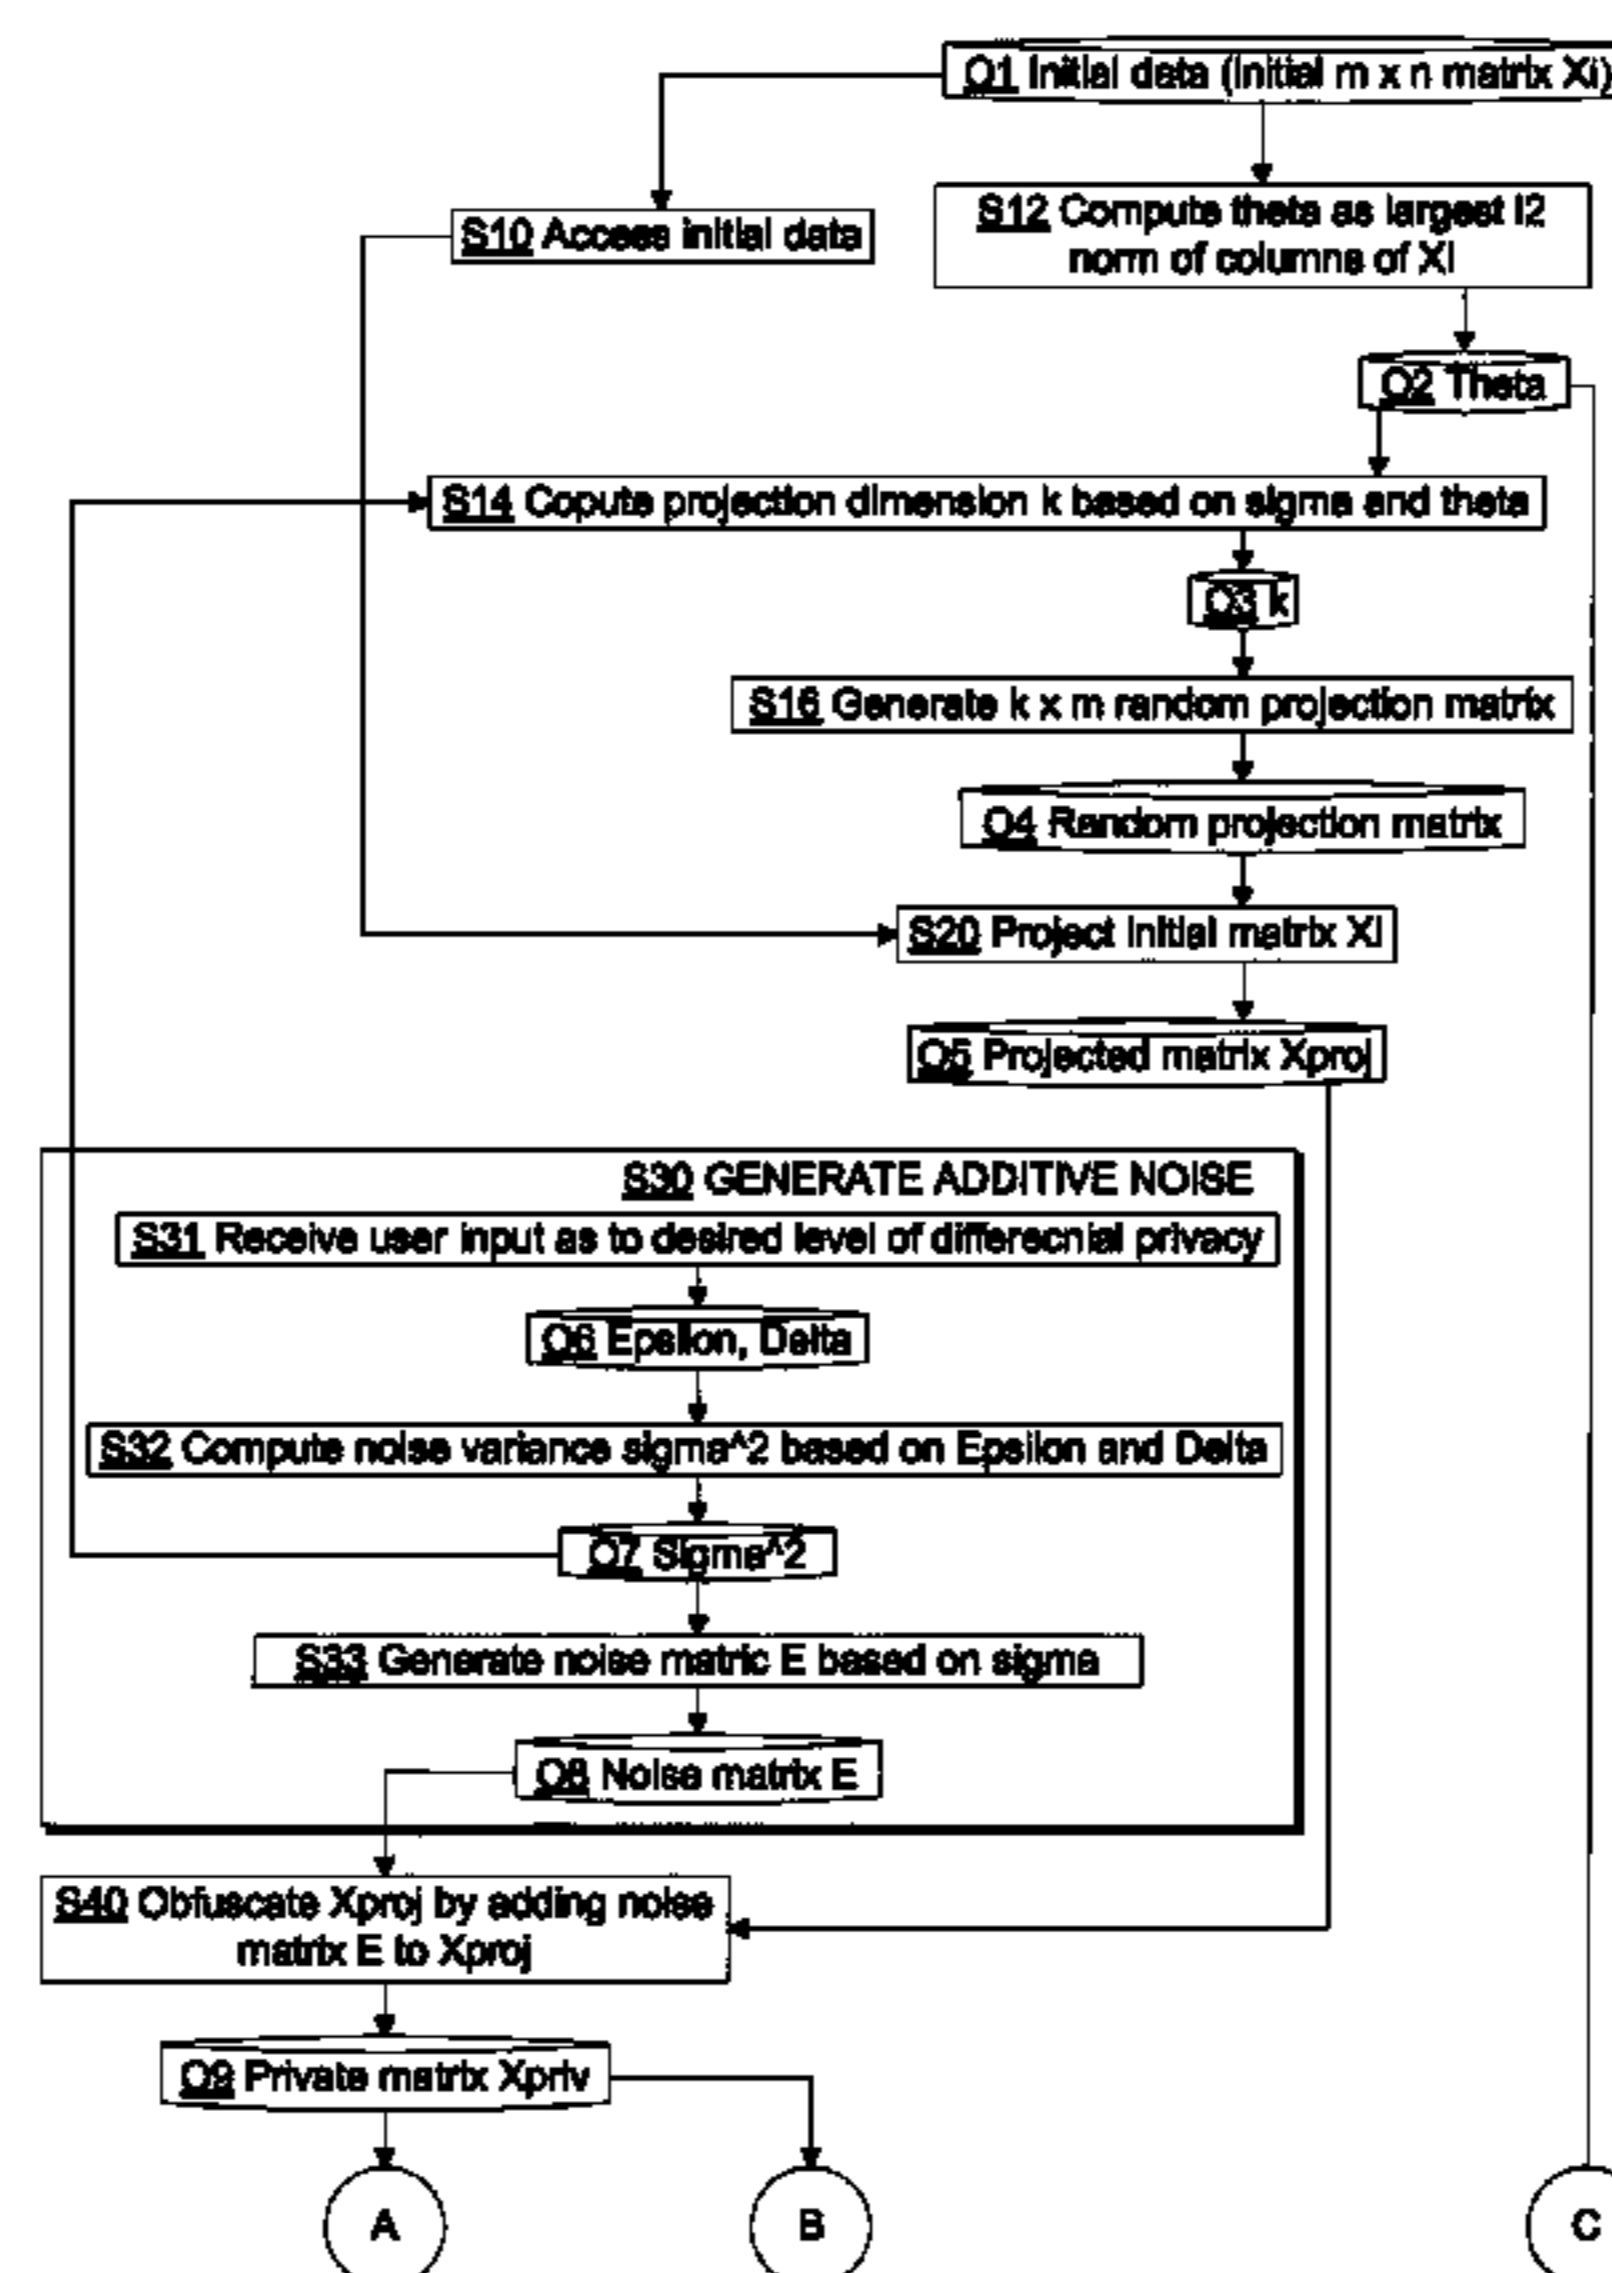 Q1 Initial data (initial m x n matrix Xi)
S10 Access initial data
S12 Compute theta as largest l2
norm of columns of Xi
Q2 Theta
S14 Copute projection dimension k based on sigma and theta
Q3 k
S16 Generate k x m random projection matrix
Q4 Random projection matrix
S20 Project initial matrix Xi
Q5 Projected matrix Xproj
S30 GENERATE ADDITIVE NOISE
S31 Receive user input as to desired level of differecnial privacy
Q6 Epsilon, Delta
S32 Compute noise variance sigma^2 based on Epsilon and Delta
Q7 Sigma^2
S33 Generate noise matric E based on sigma
Q8 Noise matrix E
S40 Obfuscate Xproj by adding noise
matrix E to Xproj
Q9 Private matrix Xpriv
A
B
C